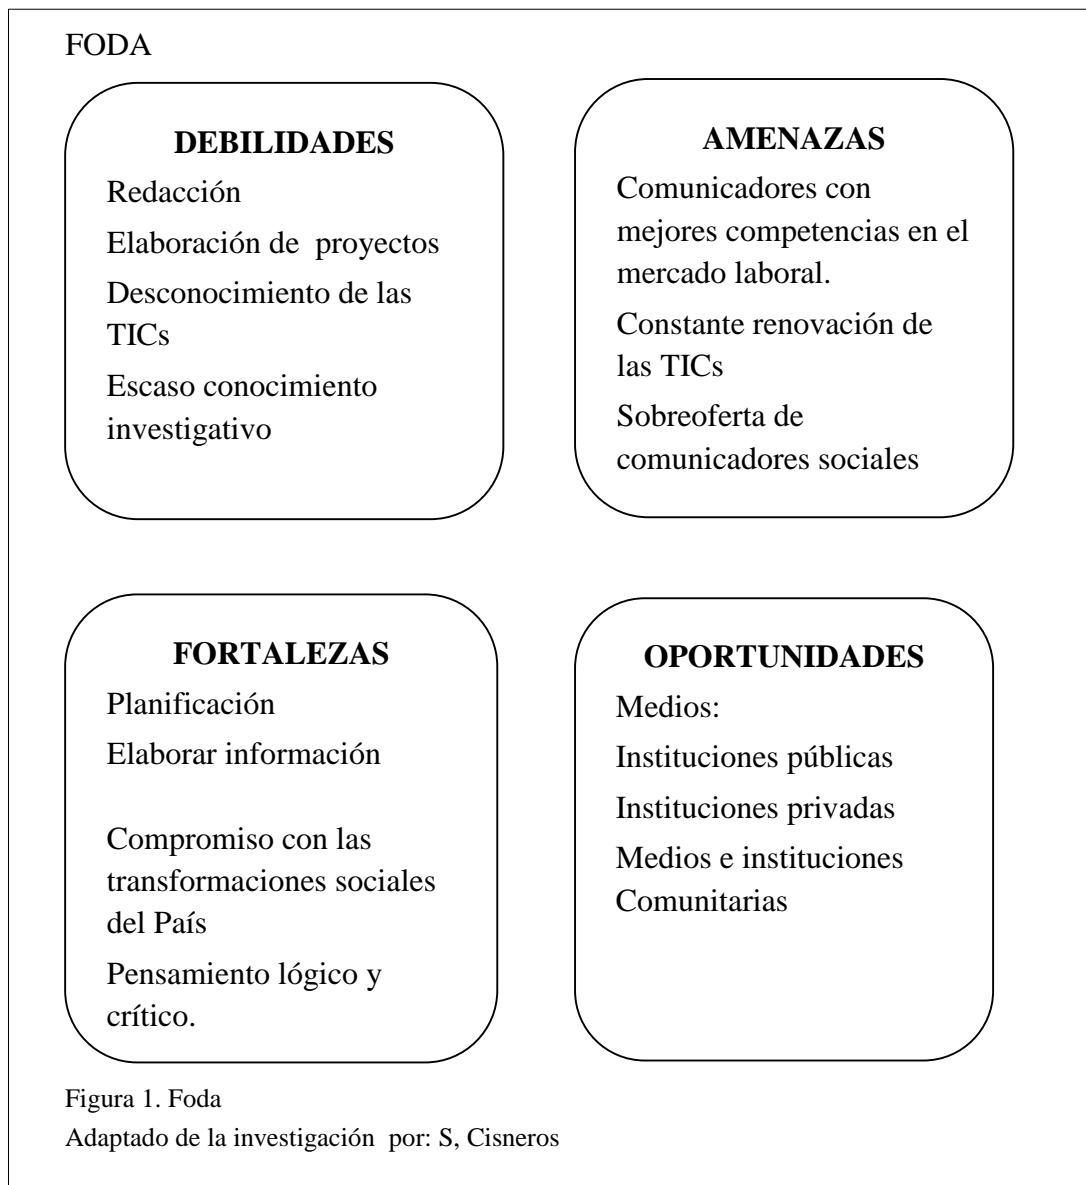 FODA
DEBILIDADES
Redacción
Elaboración de  proyectos
Desconocimiento de las
TICs
Escaso conocimiento
investigativo
AMENAZAS
Comunicadores con
mejores competencias en el
mercado laboral.
Constante renovación de
las TICs
Sobreoferta de
comunicadores sociales
FORTALEZAS
Planificación
Elaborar información
Compromiso con las
transformaciones sociales
del País
Pensamiento lógico y
crítico.
OPORTUNIDADES
Medios:
Instituciones públicas
Instituciones privadas
Medios e instituciones
Comunitarias
Figura 1. Foda
Adaptado de la investigación  por: S, Cisneros